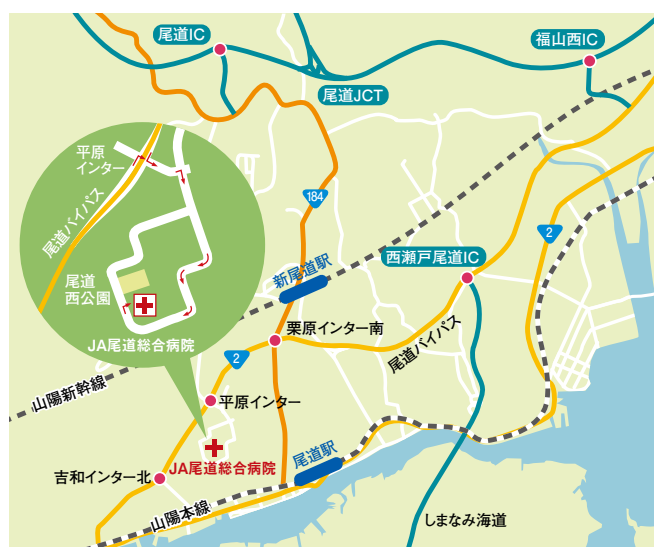 尾道IC
福山西IC
尾道JCT
平原
インター
尾道バイパス
184
2
尾道
西公園
新尾道駅
西瀬戸尾道IC
JA尾道総合病院
栗原インター南
尾道バイパス
2
山陽新幹線
平原インター
JA尾道総合病院
尾道駅
吉和インター北
山陽本線
しまなみ海道